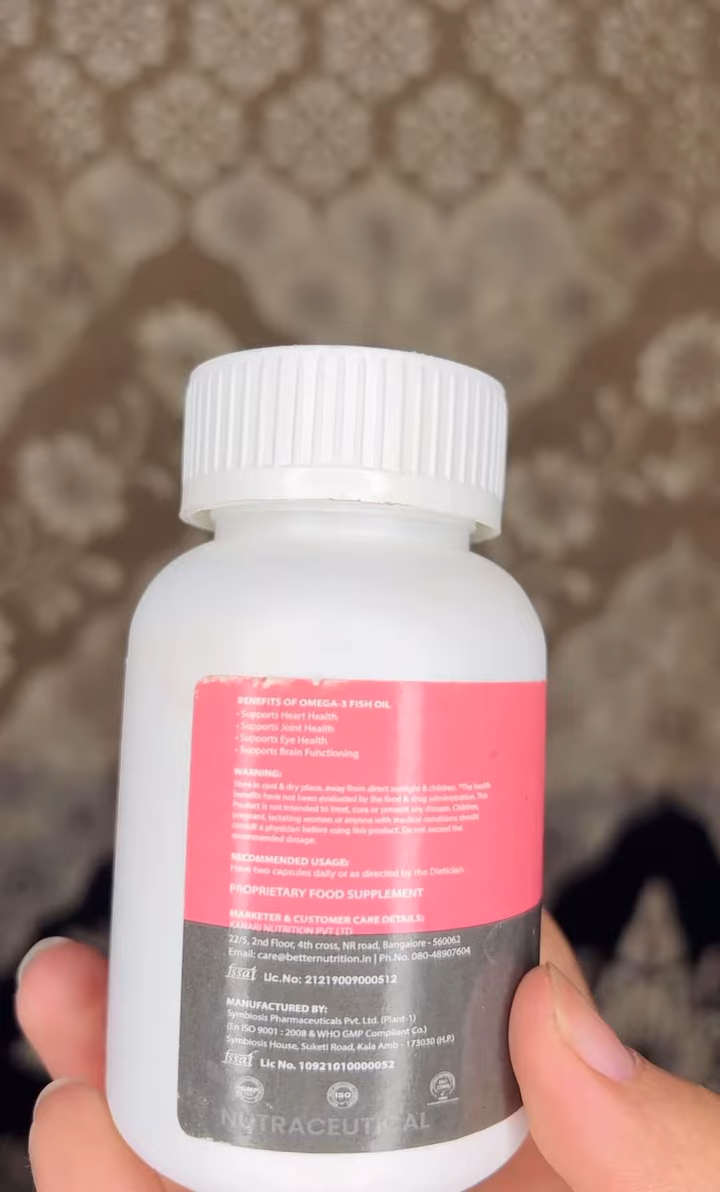 BENEFITS OF OMEGA-3 FISH OIL
• Supports Heart Health
• Supports Joint Health
• Supports Eye Health
• Supports Brain Functioning
WARNING:
Store in cool & dry place, away from direct sunlight & children. *The health
benefits have not been evaluated by the food & drug administration. This
Product is not intended to treat, cure or prevent any disease. Children,
pregnant, lactating women or anyone with medical conditions should
consult a physician before using this product. Do not exceed the
recommended dosage.
RECOMMENDED USAGE:
Have two capsules daily or as directed by the Dietician
PROPRIETARY FOOD SUPPLEMENT
MARKETER & CUSTOMER CARE DETAILS:
KANARI NUTRITION PVT LTD
22/5, 2nd Floor, 4th cross, NR road, Bangalore - 560062
Email: care@betternutrition.in | Ph No. 080-48907604
fssai Lic.No: 21219009000512
MANUFACTURED BY:
Symbiosis Pharmaceuticals Pvt. Ltd. (Plant-1)
(En ISO 9001 : 2008 & WHO GMP Compliant Co.)
Symbiosis House, Suketi Road, Kala Amb - 173030 (H.P.)
fssai Lic No. 10921010000052
GMP ISO
NUTRACEUTICAL